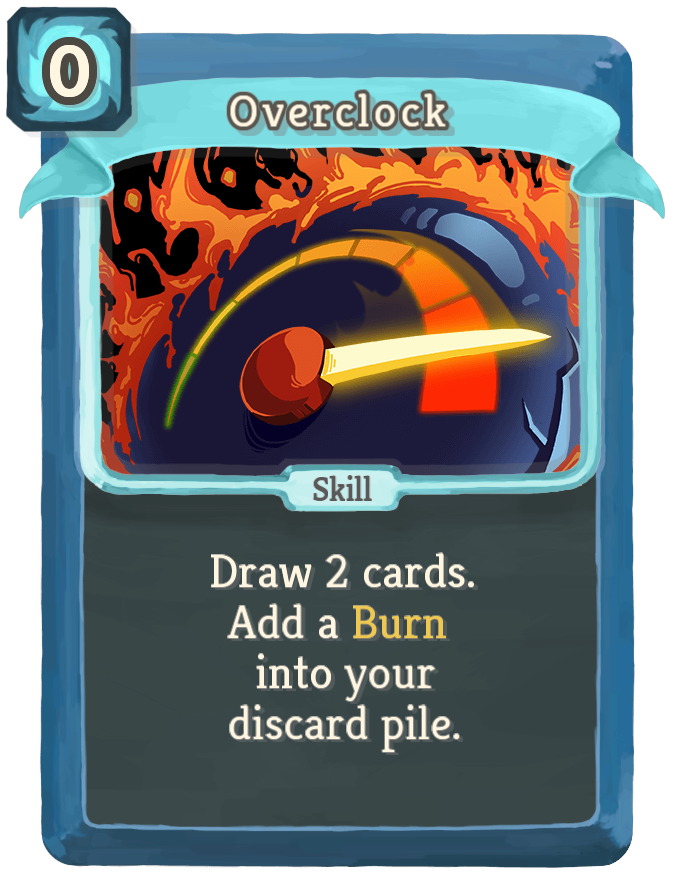 0
Overclock
Skill
Draw 2 cards.
Add a Burn
into your
discard pile.